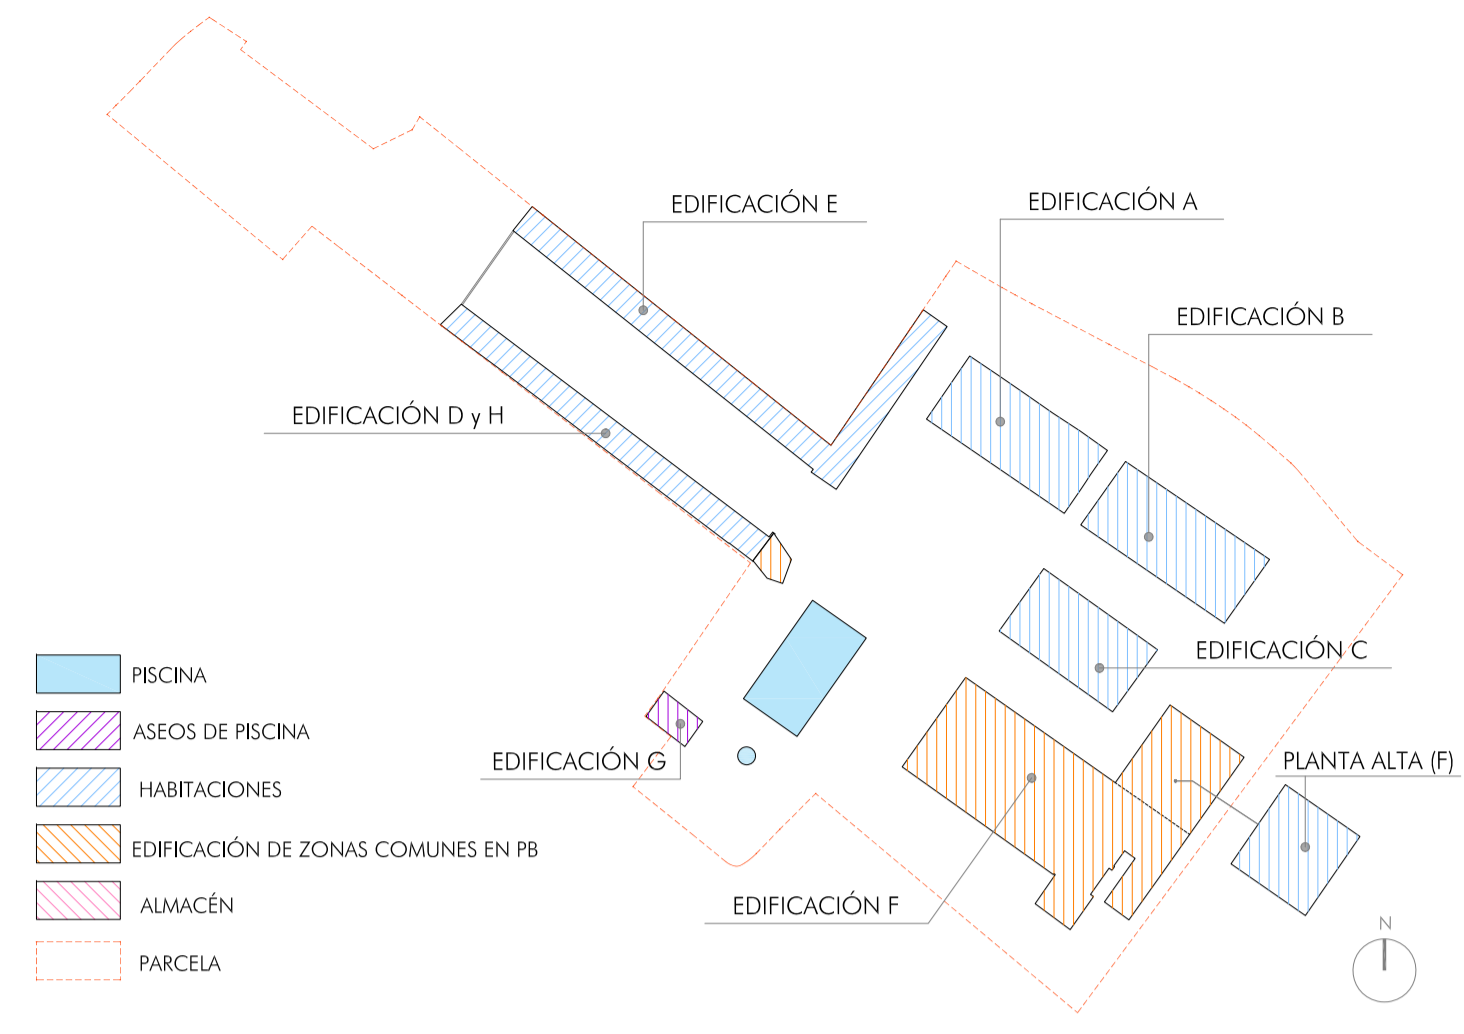 EDIFICACIÓN E
EDIFICACIÓN A
EDIFICACIÓN B
EDIFICACIÓN D y H
EDIFICACIÓN C
PISCINA
ASEOS DE PISCINA
EDIFICACIÓN G
PLANTA ALTA (F)
HABITACIONES
EDIFICACIÓN DE ZONAS COMUNES EN PB
ALMACÉN
EDIFICACIÓN F
N
PARCELA